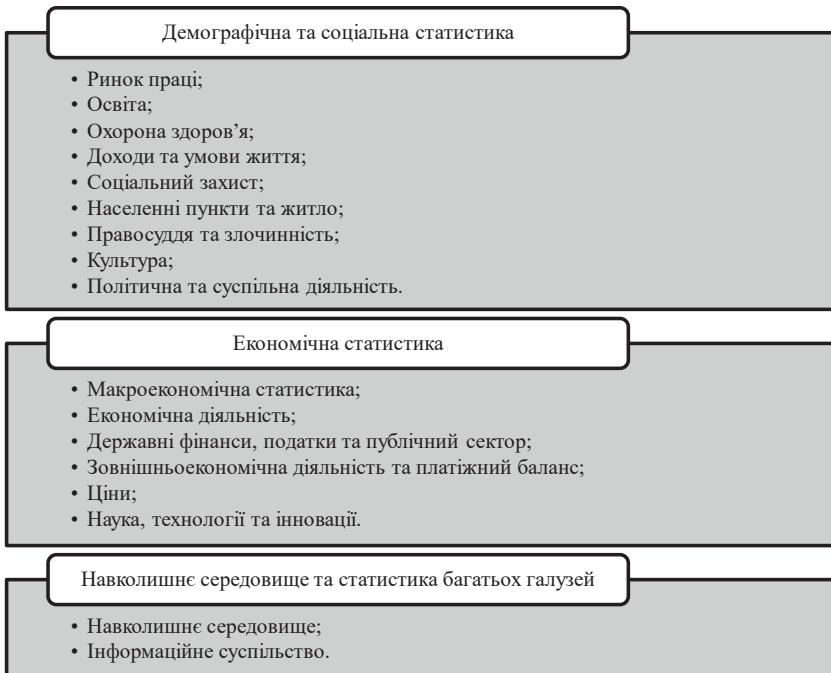 Демографічна та соціальна статистика
• Ринок праці;
• Освіта;
• Охорона здоров’я;
• Доходи та умови життя;
• Соціальний захист;
• Населенні пункти та житло;
• Правосуддя та злочинність;
• Культура;
• Політична та суспільна діяльність.
Економічна статистика
• Макроекономічна статистика;
• Економічна діяльність;
• Державні фінанси, податки та публічний сектор;
• Зовнішньоекономічна діяльність та платіжний баланс;
• Ціни;
• Наука, технології та інновації.
Навколишнє середовище та статистика багатьох галузей
• Навколишнє середовище;
• Інформаційне суспільство.